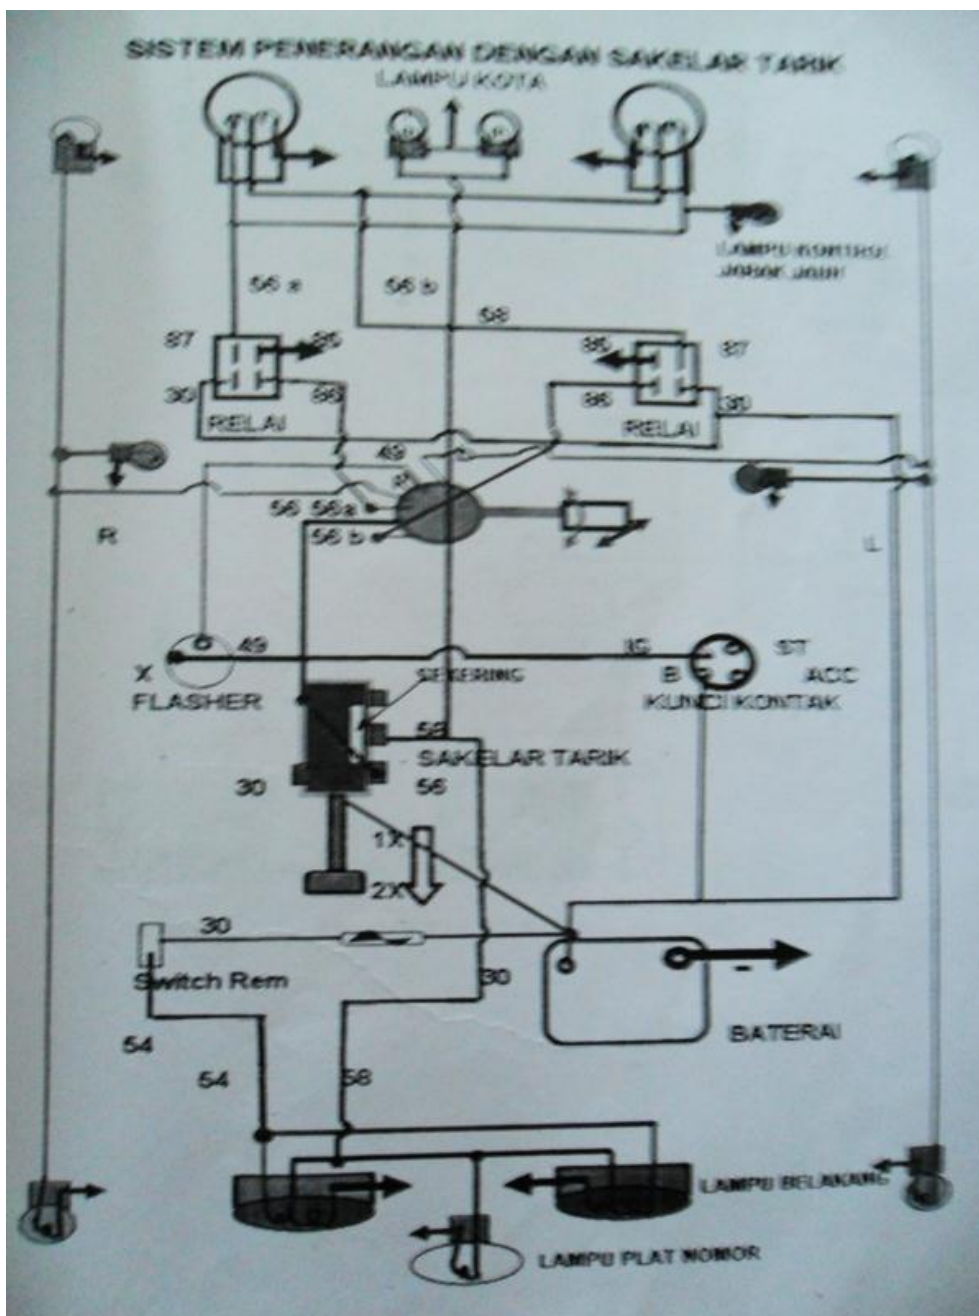 SISTEM PENERANGAN DENGAN SAKELAR TARIK
LAMPU KOTA
LAMPU KONTROL
JARAK JAUH
56 a
56 b
58
87
85
85
87
30
86
86
30
RELAI
RELAI
49
56 56a
56 b
R
L
49
ST
X
B
ACC
FLASHER
SEKERING
KUNCI KONTAK
58
SAKELAR TARIK
30
56
1X
2X
30
Switch Rem
30
-
BATERAI
54
54
58
LAMPU BELAKANG
LAMPU PLAT NOMOR